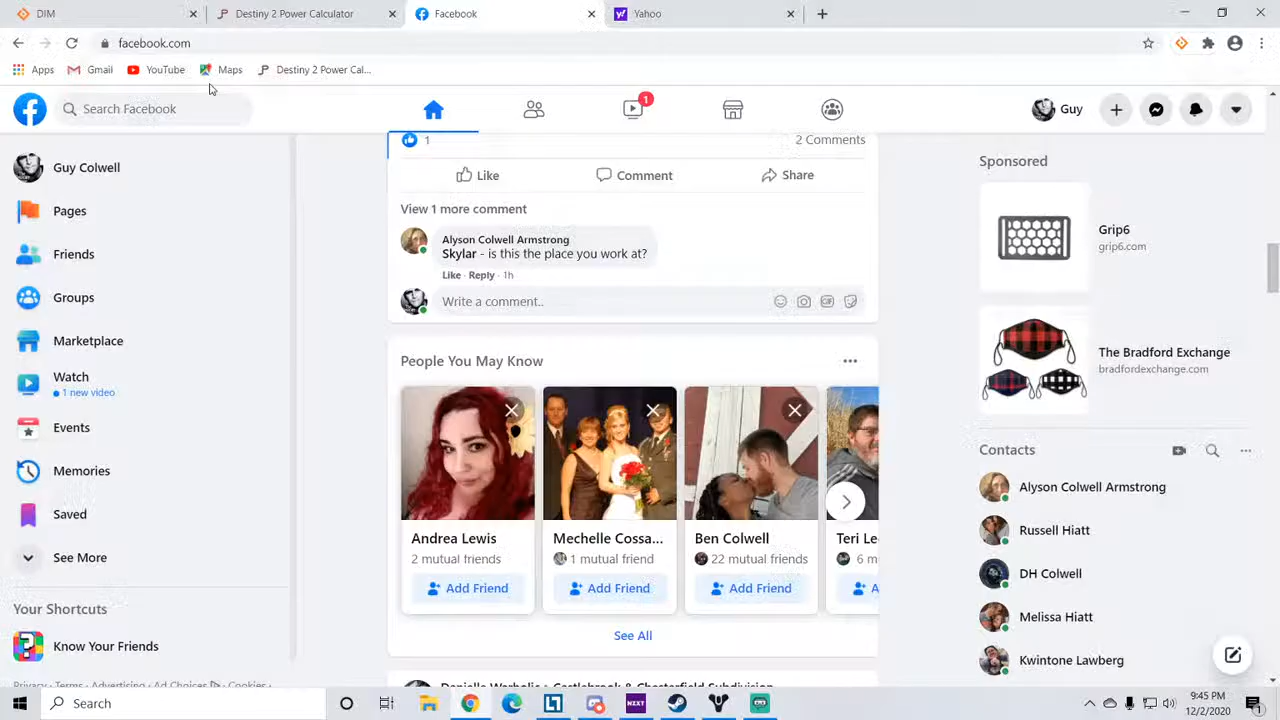 DIM
Destiny 2 Power Calculator
Facebook
Yahoo
facebook.com
Apps
Gmail
YouTube
Maps
Destiny 2 Power Cal...
Search Facebook
1
Guy
Guy Colwell
Pages
Friends
Groups
Marketplace
Watch
1 new video
Events
Memories
Saved
See More
Your Shortcuts
Know Your Friends
Privacy · Terms · Advertising · Ad Choices · Cookies ·
1
2 Comments
Like
Comment
Share
View 1 more comment
Alyson Colwell Armstrong
Skylar - is this the place you work at?
Like · Reply · 1h
Write a comment..
GIF
People You May Know
Andrea Lewis
2 mutual friends
Add Friend
Mechelle Cossa...
1 mutual friend
Add Friend
Ben Colwell
22 mutual friends
Add Friend
Teri Le
6 m
A
See All
Sponsored
Grip6
grip6.com
The Bradford Exchange
bradfordexchange.com
Contacts
Alyson Colwell Armstrong
Russell Hiatt
DH Colwell
Melissa Hiatt
Kwintone Lawberg
Search
NZXT
9:45 PM
12/2/2020
1